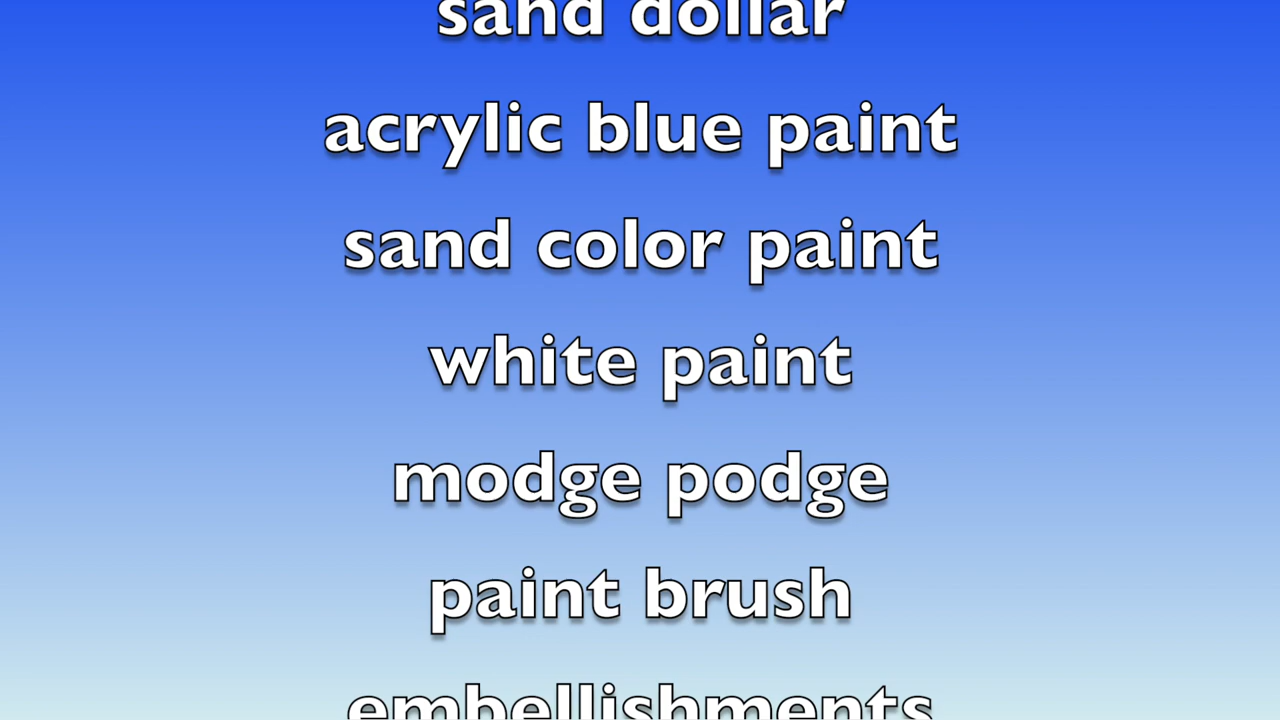 sand dollar
acrylic blue paint
sand color paint
white paint
modge podge
paint brush
embellishments